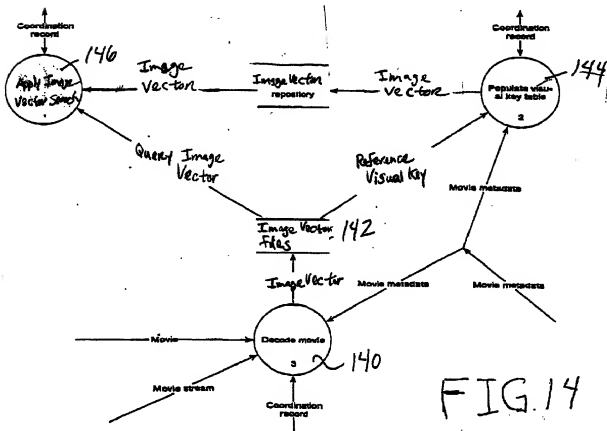 Coordination
record
146
Apply Image
Vector Search
Image
Vector
Image Vector
repository
Image
Vector
Coordination
record
144
Populate visu-
al key table
2
Query Image
Vector
Reference
Visual Key
Movie metadata
Image Vector
Files
142
Image Vector
Movie metadata
Movie metadata
Movie
Decode movie
3
140
Movie stream
Coordination
record
FIG. 14